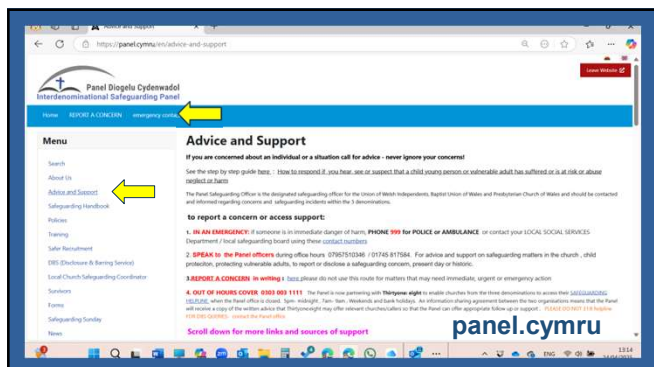 Advice and Support
https://panel.cymru/en/advice-and-support
Leave Website
Panel Diogelu Cydenwadol
Interdenominational Safeguarding Panel
Home REPORT A CONCERN emergency
Menu
Search
About Us
Advice and Support
Safeguarding Handbook
Policies
Training
Safer Recruitment
DBS (Disclosure & Barring Service)
Local Church Safeguarding Coordinator
Survivors
Forms
Safeguarding Sunday
News
Advice and Support
If you are concerned about an individual or a situation call for advice - never ignore your concerns!
See the step by step guide here : How to respond if you hear, see or suspect that a child young person or vulnerable adult has suffered or is at risk or abuse
neglect or harm
The Panel Safeguarding Officer is the designated safeguarding officer for the Union of Welsh Independents, Baptist Union of Wales and Presbyterian Church of Wales and should be contacted
and informed regarding concerns and safeguarding incidents within the 3 denominations.
to report a concern or access support:
1. IN AN EMERGENCY: if someone is in immediate danger of harm, PHONE 999 for POLICE or AMBULANCE or contact your LOCAL SOCIAL SERVICES
Department / local safeguarding board using these contact numbers
2. SPEAK to the Panel officers during office hours 07957510346 / 01745 817584. For advice and support on safeguarding matters in the church , child
protection, protecting vulnerable adults, to report or disclose a safeguarding concern, present day or historic.
3.REPORT A CONCERN in writing : here please do not use this route for matters that may need immediate, urgent or emergency action
4. OUT OF HOURS COVER 0303 003 1111 The Panel is now partnering with Thirtyone: eight to enable churches from the three denominations to access their SAFEGUARDING
HELPLINE when the Panel office is closed. 5pm- midnight , 7am- 9am , Weekends and bank holidays. An information sharing agreement between the two organisations means that the Panel
will receive a copy of the written advice that Thirtyoneeight may offer relevant churches/callers so that the Panel can offer appropriate follow up or support.
Scroll down for more links and sources of support
panel.cymru
ENG
13:14
14/04/2025